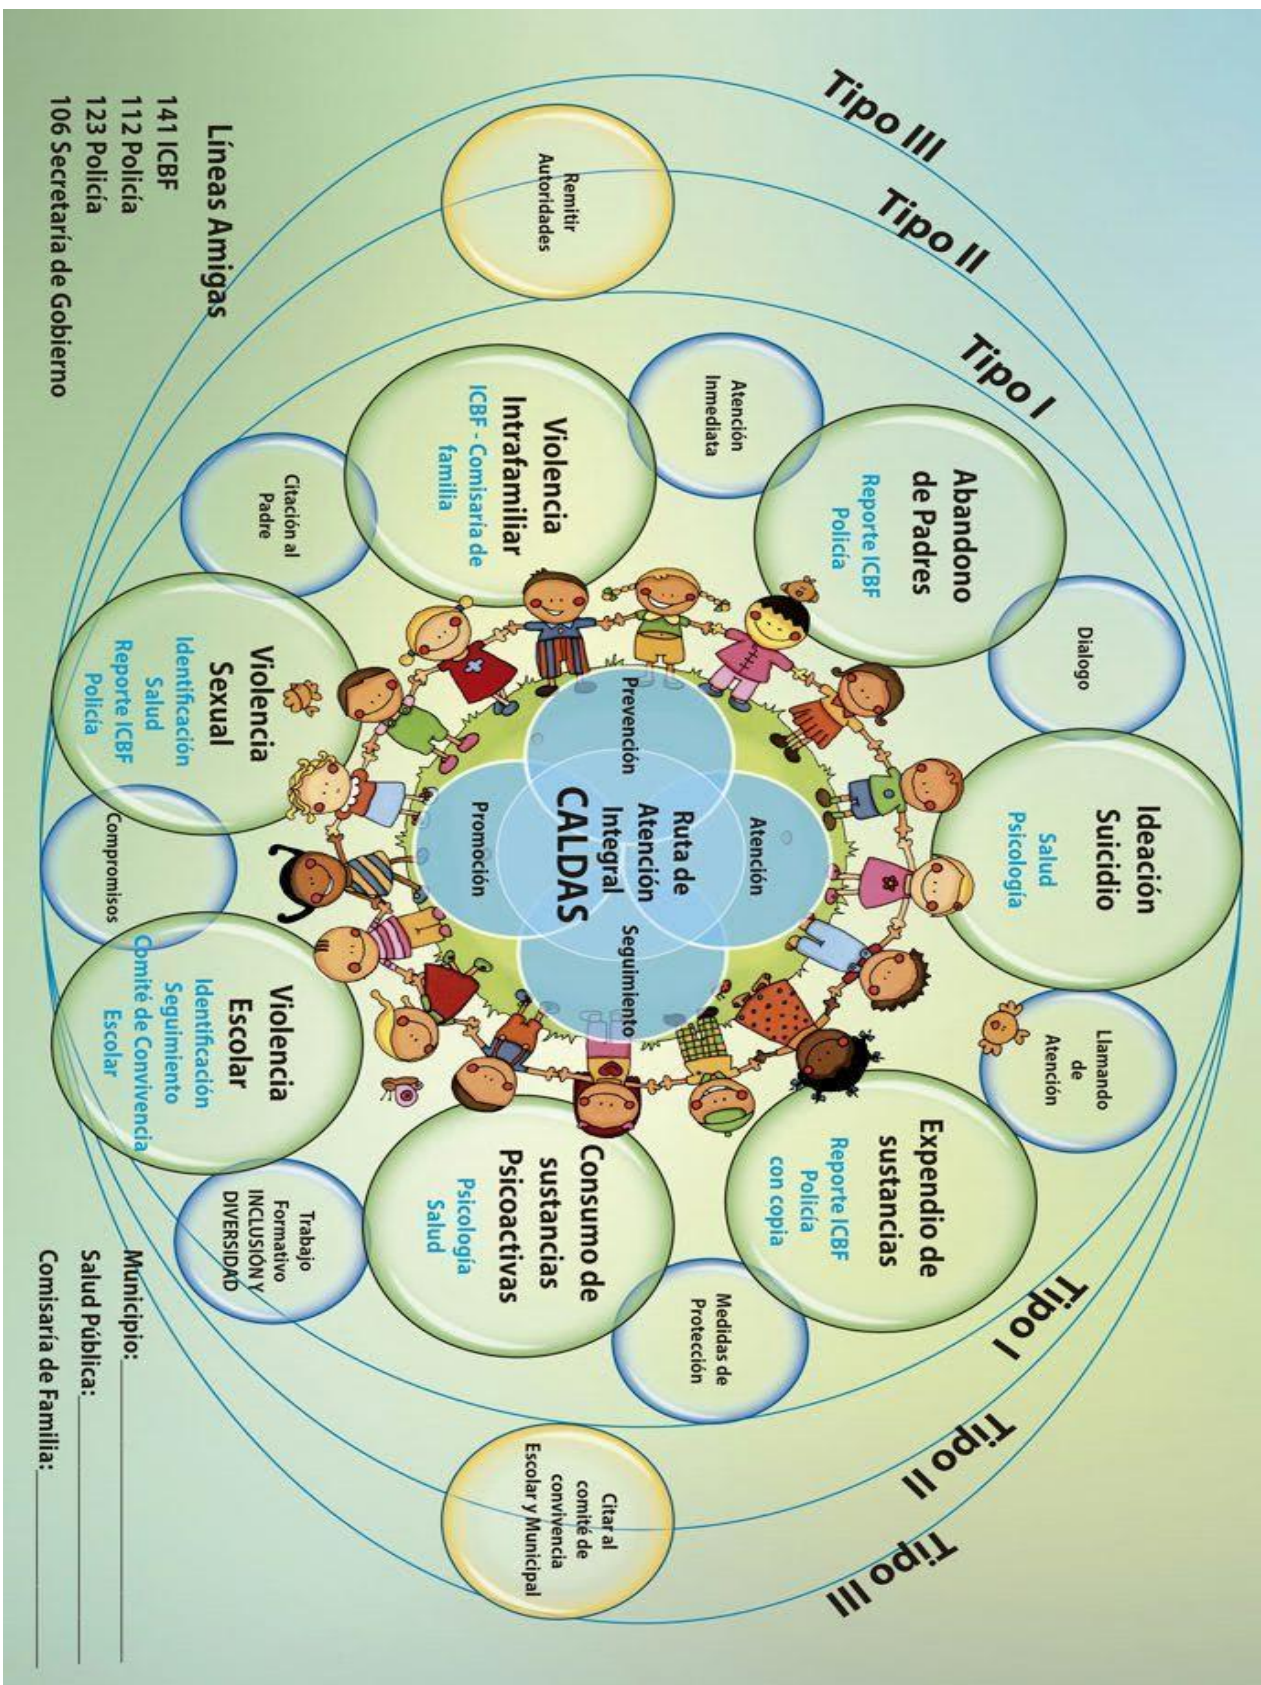 Ideación
Suicidio
Salud
Psicología
Dialogo
Llamando
de
Atención
Tipo III
Tipo II
Tipo I
Tipo I
Tipo II
Tipo III
Abandono
de Padres
Reporte ICBF
Policía
Expendio de
sustancias
Reporte ICBF
Policía
con copia
Atención
Inmediata
Medidas de
Protección
Atención
Prevención
Ruta de
Atención
Integral
CALDAS
Seguimiento
Promoción
Remitir
Autoridades
Violencia
Intrafamiliar
ICBF - Comisaría de
familia
Consumo de
sustancias
Psicoactivas
Psicología
Salud
Citar al
comité de
convivencia
Escolar y Municipal
Citación al
Padre
Trabajo
Formativo
INCLUSIÓN Y
DIVERSIDAD
Violencia
Sexual
Identificación
Salud
Reporte ICBF
Policía
Compromisos
Violencia
Escolar
Identificación
Seguimiento
Comité de Convivencia
Escolar
Líneas Amigas
141 ICBF
112 Policía
123 Policía
106 Secretaría de Gobierno
Municipio:
Salud Pública:
Comisaría de Familia: